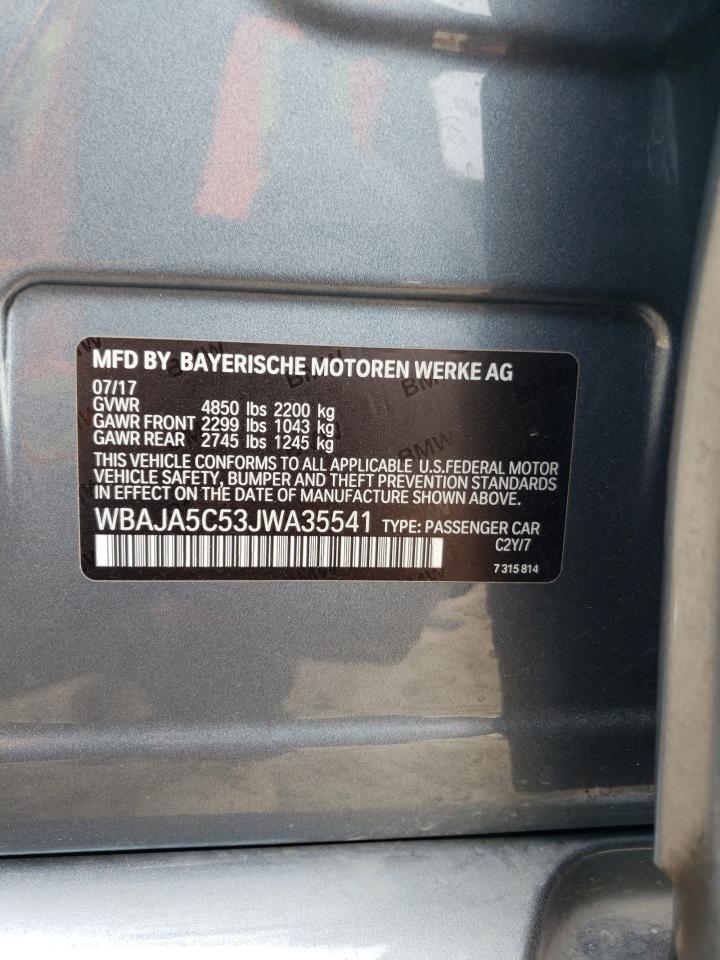 MFD BY BAYERISCHE MOTOREN WERKE AG
07/17
GVWR 4850 lbs 2200 kg
GAWR FRONT 2299 lbs 1043 kg
GAWR REAR 2745 lbs 1245 kg
THIS VEHICLE CONFORMS TO ALL APPLICABLE U.S.FEDERAL MOTOR
VEHICLE SAFETY, BUMPER AND THEFT PREVENTION STANDARDS
IN EFFECT ON THE DATE OF MANUFACTURE SHOWN ABOVE.
WBAJA5C53JWA35541 TYPE: PASSENGER CAR
C2Y/7
7 315 814